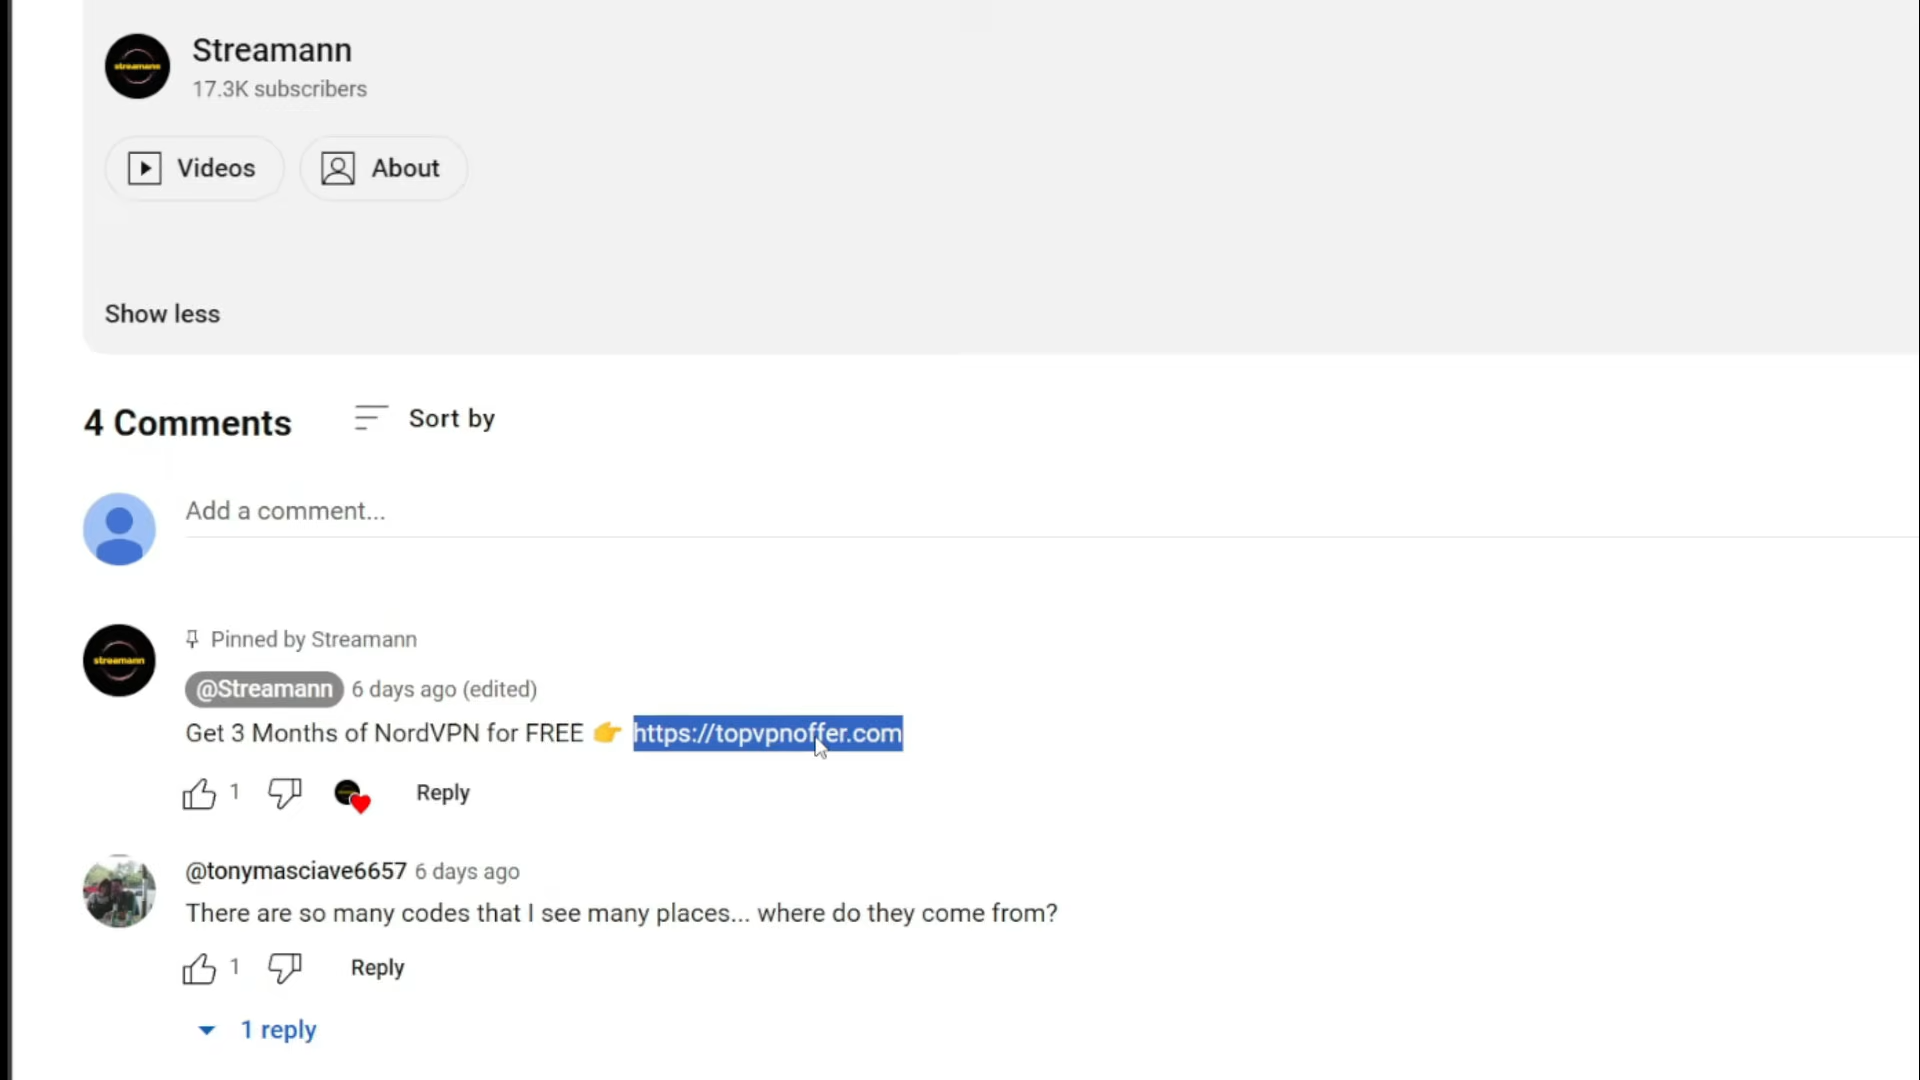 Streamann
streamann
17.3K subscribers
Videos
About
Show less
4 Comments
Sort by
Add a comment...
Pinned by Streamann
streamann
@Streamann 6 days ago (edited)
Get 3 Months of NordVPN for FREE 👉 https://topvpnoffer.com
1
Reply
@tonymasciave6657 6 days ago
There are so many codes that I see many places... where do they come from?
1
Reply
1 reply